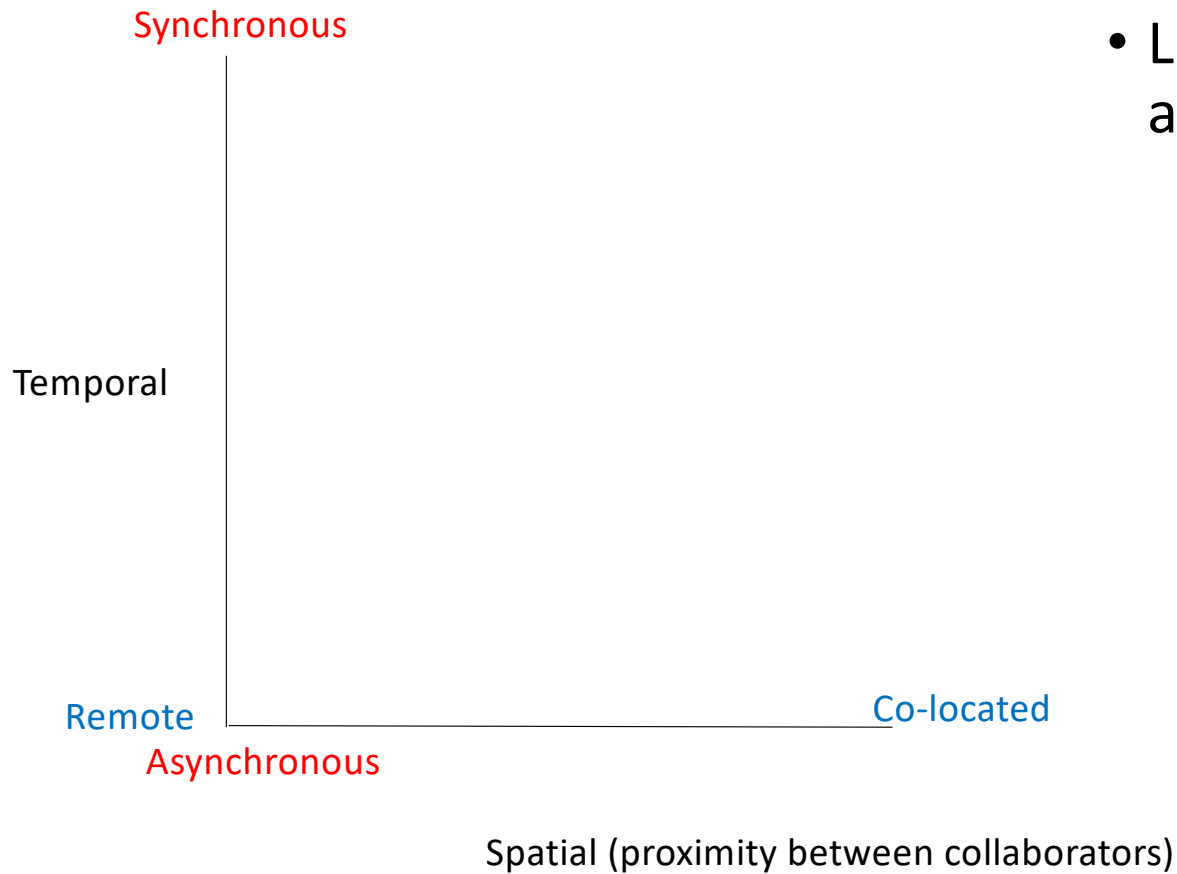 Synchronous
• L
a
Temporal
Remote
Co-located
Asynchronous
Spatial (proximity between collaborators)